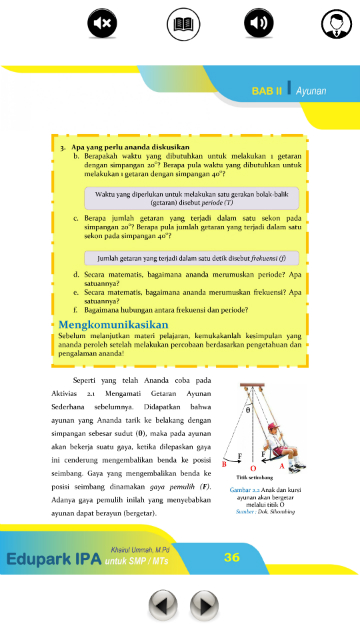 BAB II Ayunan
3. Apa yang perlu ananda diskusikan
b. Berapakah waktu yang dibutuhkan untuk melakukan 1 getaran
dengan simpangan 20°? Berapa pula waktu yang dibutuhkan untuk
melakukan 1 getaran dengan simpangan 40°?
Waktu yang diperlukan untuk melakukan satu gerakan bolak-balik
(getaran) disebut periode (T)
c. Berapa jumlah getaran yang terjadi dalam satu sekon pada
simpangan 20°? Berapa pula jumlah getaran yang terjadi dalam satu
sekon pada simpangan 40°?
Jumlah getaran yang terjadi dalam satu detik disebut frekuensi (f)
d. Secara matematis, bagaimana ananda merumuskan periode? Apa
satuannya?
e. Secara matematis, bagaimana ananda merumuskan frekuensi? Apa
satuannya?
f. Bagaimana hubungan antara frekuensi dan periode?
Mengkomunikasikan
Sebelum melanjutkan materi pelajaran, kemukakanlah kesimpulan yang
ananda peroleh setelah melakukan percobaan berdasarkan pengetahuan dan
pengalaman ananda!
Seperti yang telah Ananda coba pada
Aktivias 2.1 Mengamati Getaran Ayunan
Sederhana sebelumnya. Didapatkan bahwa
ayunan yang Ananda tarik ke belakang dengan
simpangan sebesar sudut (θ), maka pada ayunan
akan bekerja suatu gaya, ketika dilepaskan gaya
ini cenderung mengembalikan benda ke posisi
seimbang. Gaya yang mengembalikan benda ke
posisi seimbang dinamakan gaya pemulih (F).
Adanya gaya pemulih inilah yang menyebabkan
ayunan dapat berayun (bergetar).
θ
B F O F A
Titik setimbang
Gambar 2.2 Anak dan kursi
ayunan akan bergetar
melalui titik O
Sumber : Dok. Sibarabing
Edupark IPA
Khairul Ummah, M.Pd
untuk SMP / MTs
36